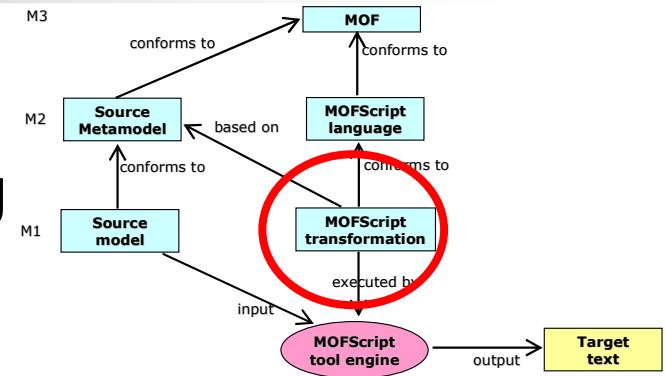 M3
MOF
conforms to
conforms to
M2
Source
Metamodel
based on
MOFScript
language
conforms to
conforms to
M1
Source
model
MOFScript
transformation
executed by
input
MOFScript
tool engine
output
Target
text